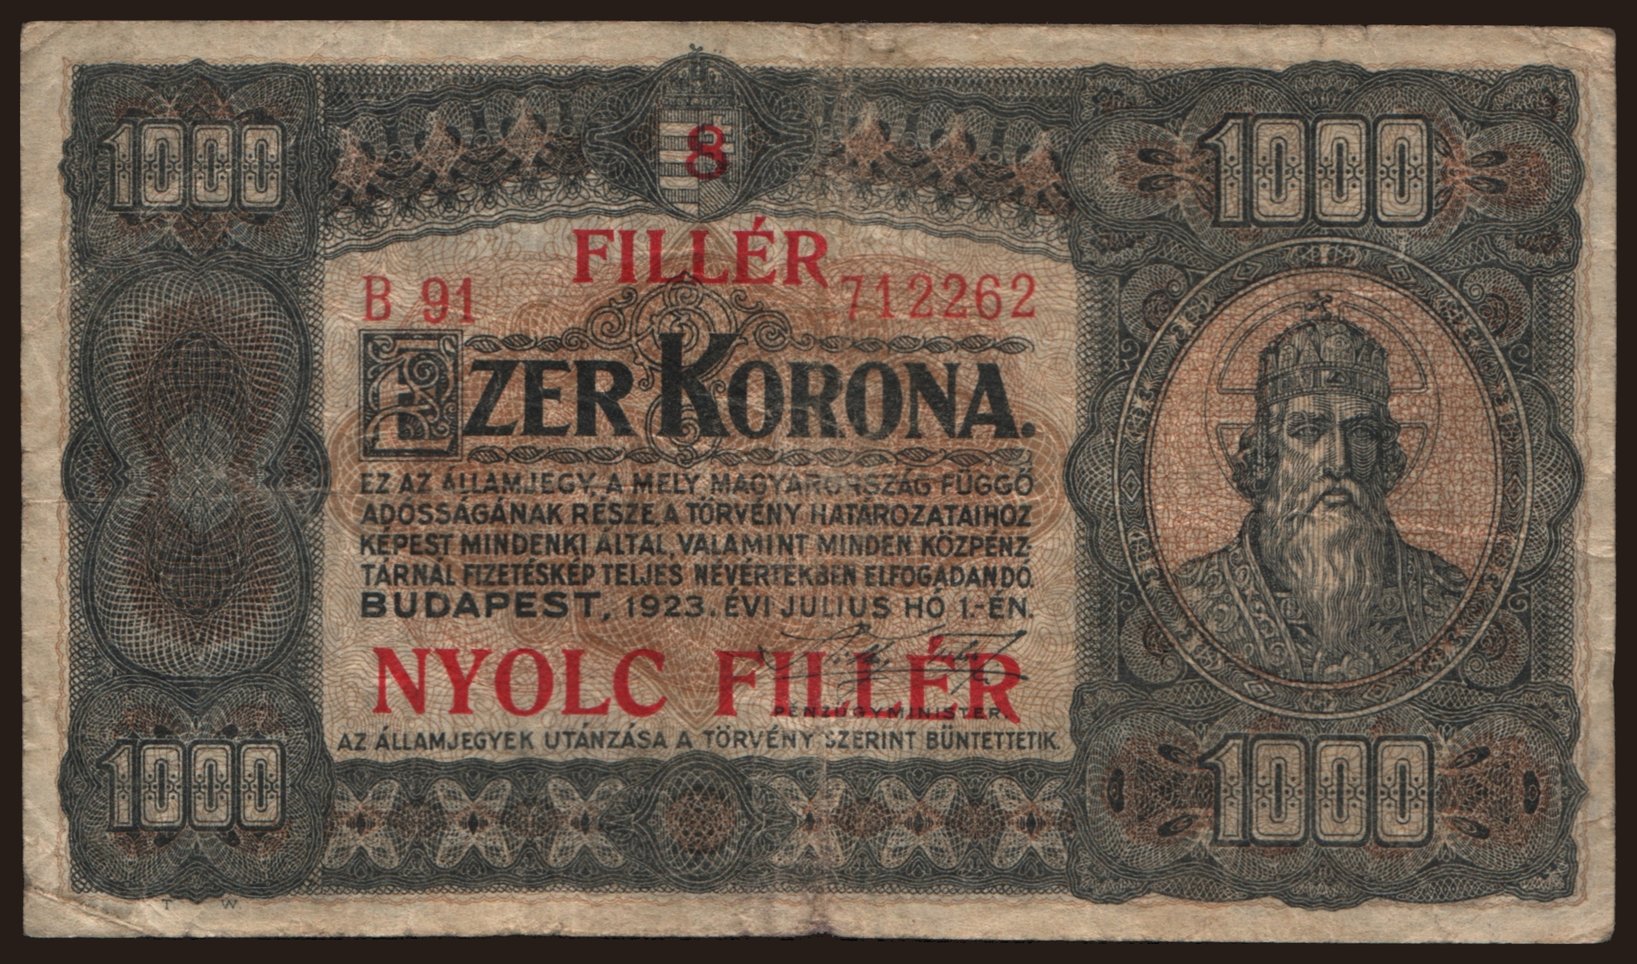 1000
1000
8
FILLÉR
B 91
712262
EZER KORONA.
EZ AZ ÁLLAMJEGY, A MELY MAGYARORSZÁG FÜGGŐ
ADÓSSÁGÁNAK RÉSZE, A TÖRVÉNY HATÁROZATAIHOZ
KÉPEST MINDENKI ÁLTAL, VALAMINT MINDEN KÖZPÉNZ-
TÁRNÁL FIZETÉSKÉP TELJES NÉVÉRTÉKBEN ELFOGADANDÓ.
BUDAPEST, 1923. ÉVI JULIUS HÓ 1.-ÉN.
NYOLC FILLÉR
PÉNZÜGYMINISTER.
AZ ÁLLAMJEGYEK UTÁNZÁSA A TÖRVÉNY SZERINT BÜNTETTETIK.
1000
1000
T. W.